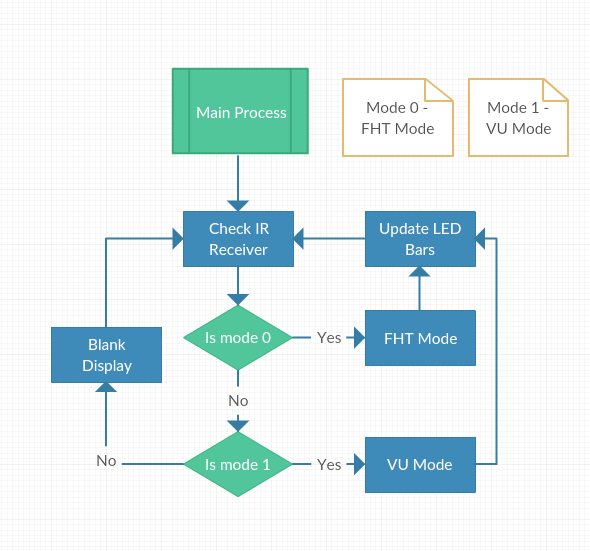 Main Process
Mode 0 -
FHT Mode
Mode 1 -
VU Mode
Check IR
Receiver
Update LED
Bars
Is mode 0
Yes
FHT Mode
Blank
Display
No
Is mode 1
Yes
VU Mode
No